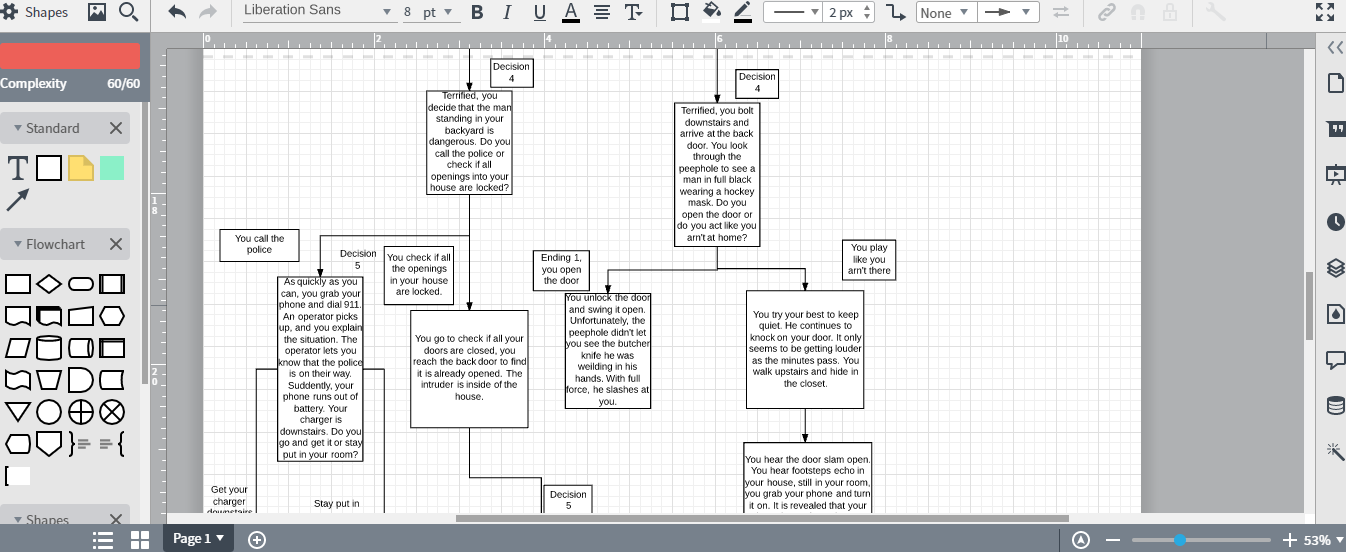 Shapes
Liberation Sans
8 pt
B I U A T
2 px
None
0 2 4 6 8 10
Complexity 60/60
Standard
T
Flowchart
Shapes
18
20
Decision
4
Terrified, you
decide that the man
standing in your
backyard is
dangerous. Do you
call the police or
check if all
openings into your
house are locked?
Decision
4
Terrified, you bolt
downstairs and
arrive at the back
door. You look
through the
peephole to see a
man in full black
wearing a hockey
mask. Do you
open the door or
do you act like you
arn't at home?
You call the
police
Decision
5
You check if all
the openings
in your house
are locked.
Ending 1,
you open
the door
You play
like you
arn't there
As quickly as you
can, you grab your
phone and dial 911.
An operator picks
up, and you explain
the situation. The
operator lets you
know that the police
is on their way.
Suddently, your
phone runs out of
battery. Your
charger is
downstairs. Do you
go and get it or stay
put in your room?
You go to check if all your
doors are closed, you
reach the back door to find
it is already opened. The
intruder is inside of the
house.
You unlock the door
and swing it open.
Unfortunately, the
peephole didn't let
you see the butcher
knife he was
weilding in his
hands. With full
force, he slashes at
you.
You try your best to keep
quiet. He continues to
knock on your door. It only
seems to be getting louder
as the minutes pass. You
walk upstairs and hide in
the closet.
Get your
charger
downstairs
Stay put in
Decision
5
You hear the door slam open.
You hear footsteps echo in
your house, still in your room,
you grab your phone and turn
it on. It is revealed that your
Page 1
53%